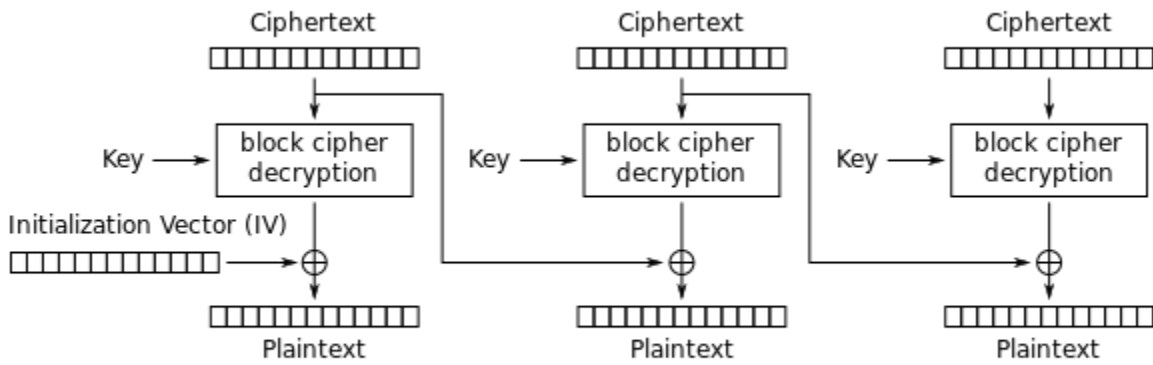 Ciphertext
Ciphertext
Ciphertext
Key
block cipher
decryption
Key
block cipher
decryption
Key
block cipher
decryption
Initialization Vector (IV)
Plaintext
Plaintext
Plaintext